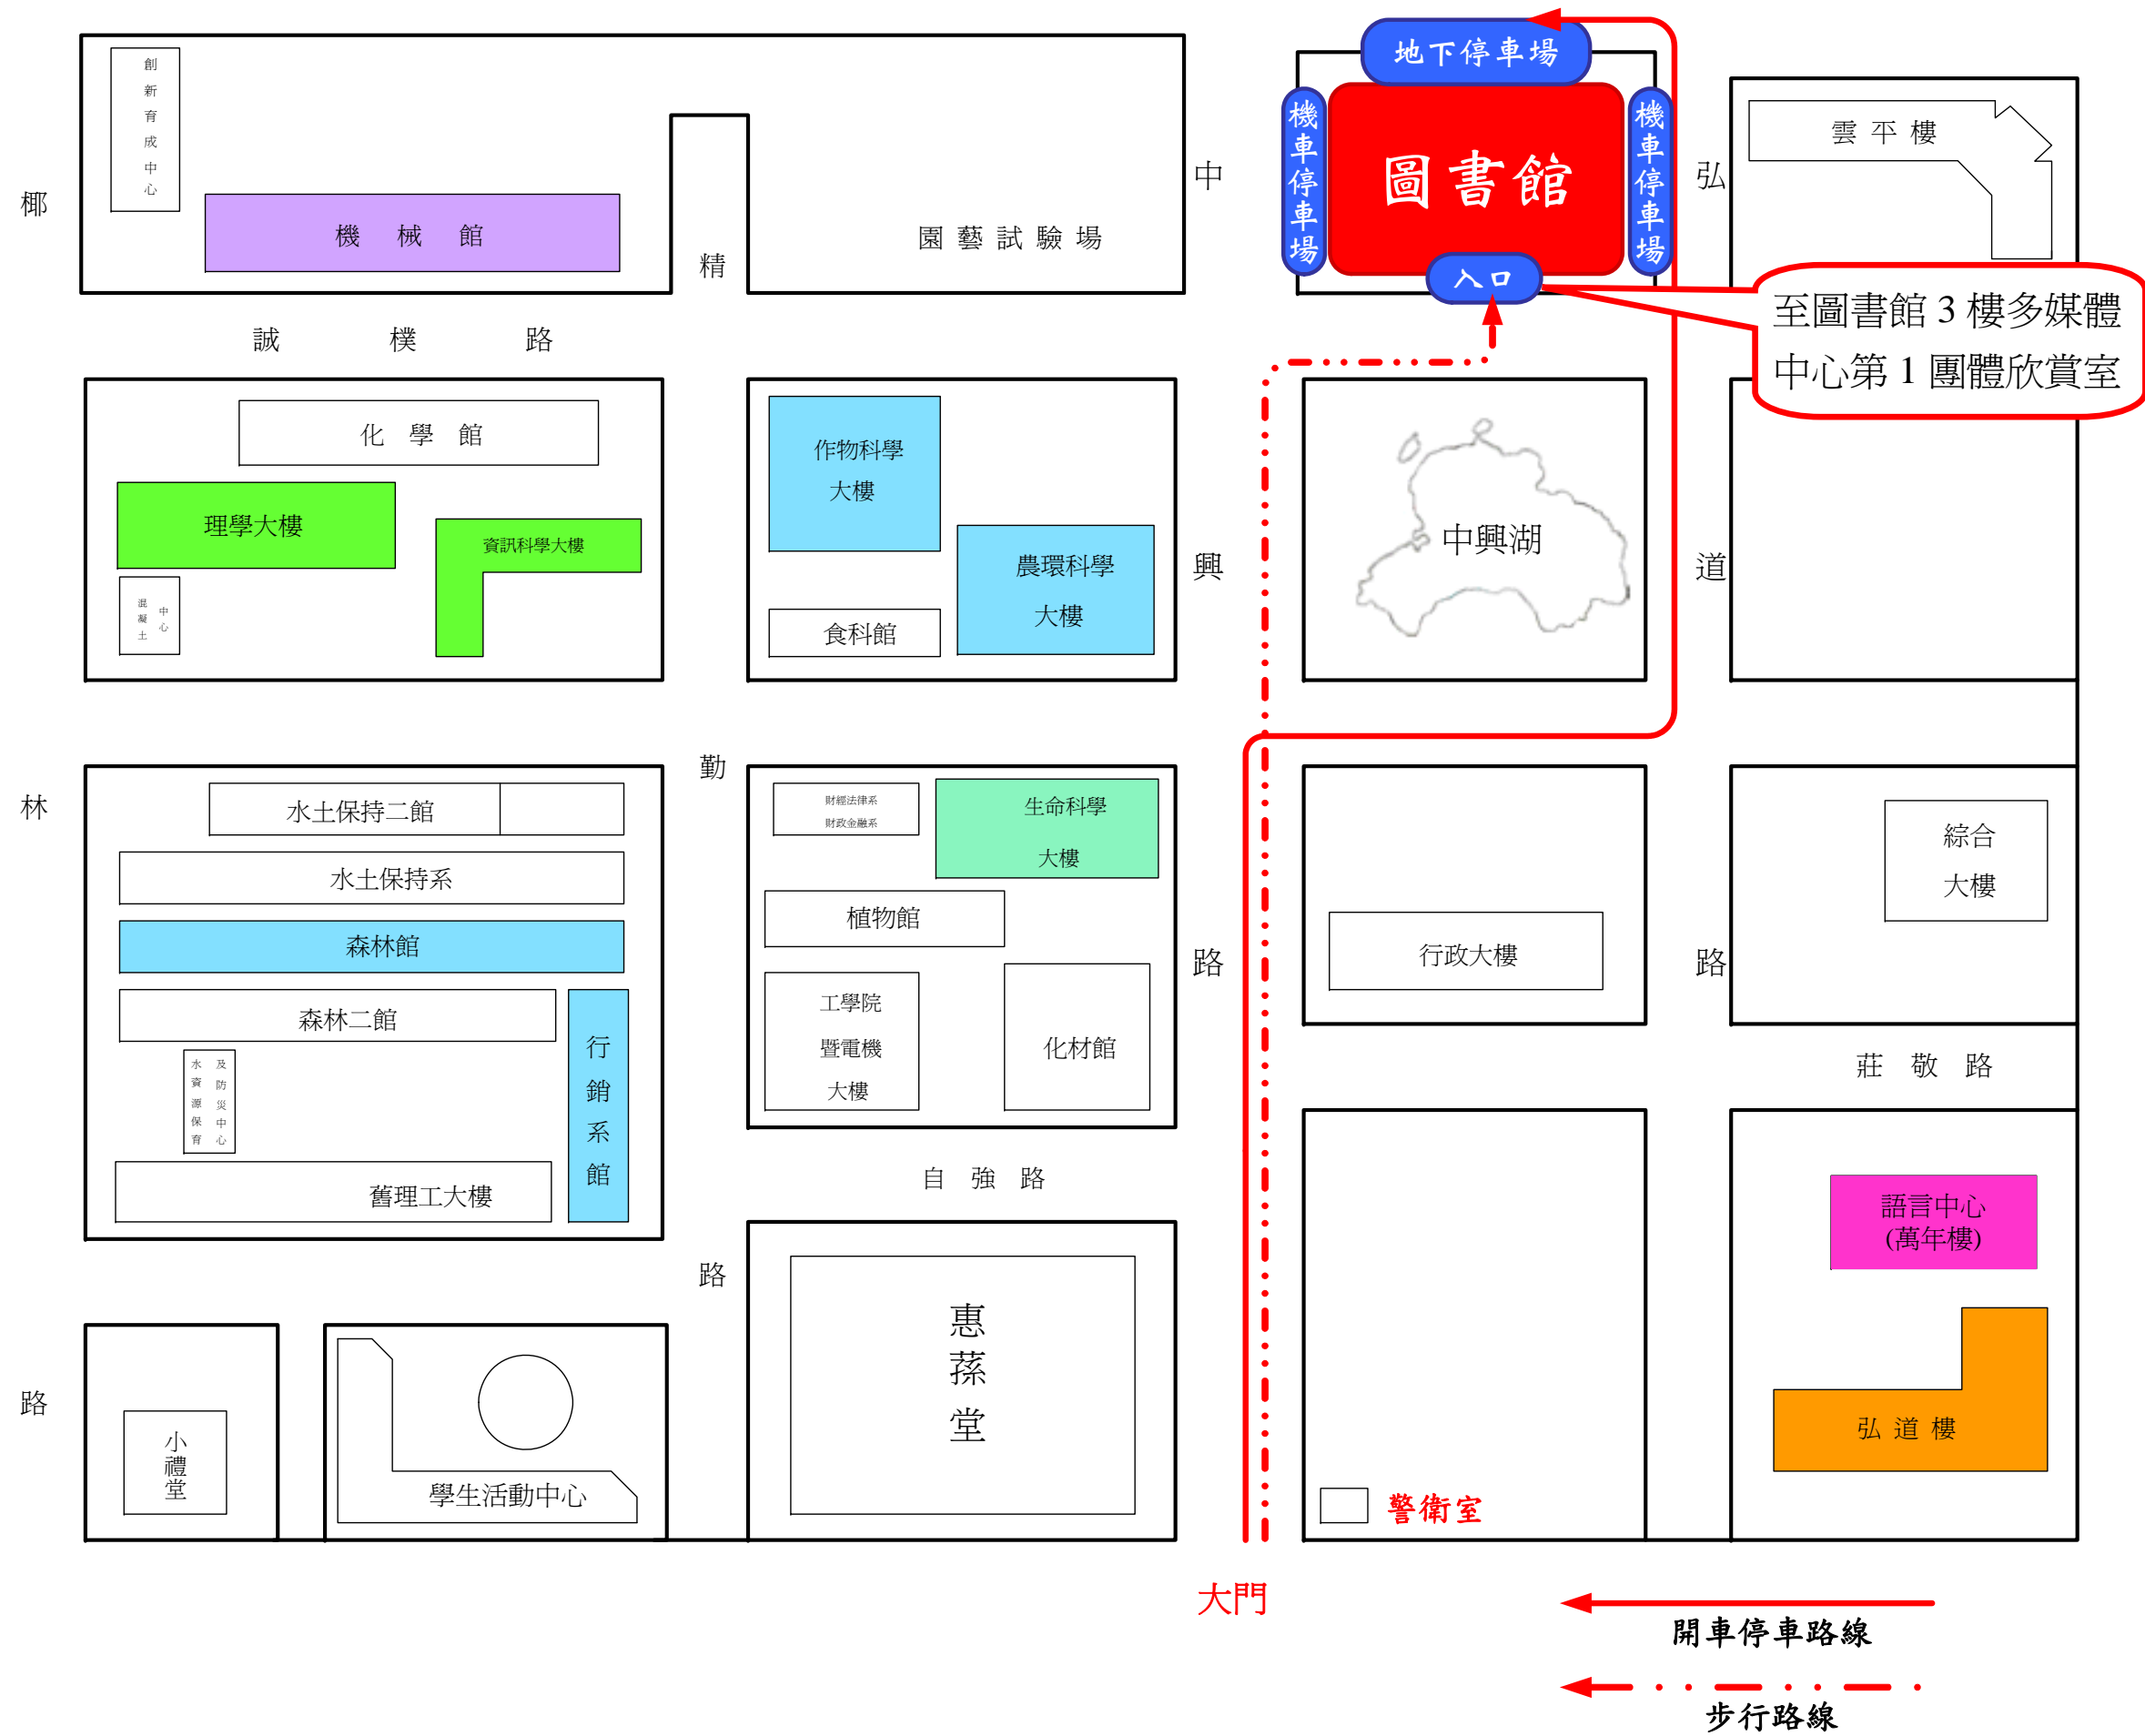 地下停車場
創新育成中心
機車停車場
圖書館
機車停車場
雲平樓
中
弘
椰
機械館
園藝試驗場
精
入口
至圖書館 3 樓多媒體
中心第 1 團體欣賞室
誠樸路
化學館
作物科學
大樓
理學大樓
資訊科學大樓
中興湖
興
道
農環科學
大樓
混凝土
中心
食科館
勤
林
水土保持二館
財經法律系
財政金融系
生命科學
大樓
綜合
大樓
水土保持系
植物館
森林館
行政大樓
路
路
森林二館
工學院
暨電機
大樓
化材館
行銷系館
水資源保育
及防災中心
莊敬路
舊理工大樓
自強路
語言中心
(萬年樓)
路
惠蓀堂
路
小禮堂
學生活動中心
弘道樓
警衛室
大門
開車停車路線
步行路線